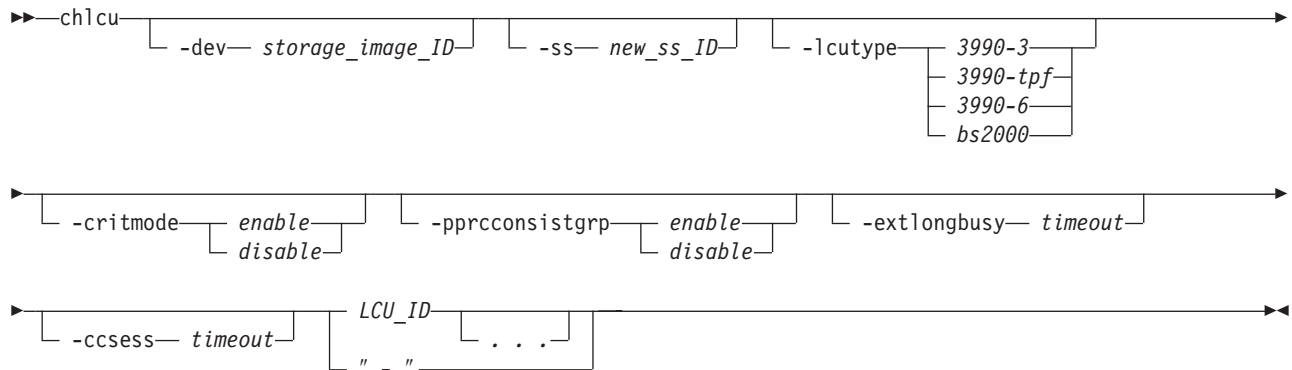 chlcu -dev storage_image_ID -ss new_ss_ID -lcutype 3990-3
3990-tpf
3990-6
bs2000
-critmode enable -pprcconsistgrp enable -extlongbusy timeout
disable disable
-ccsess timeout LCU_ID . . .
" - "